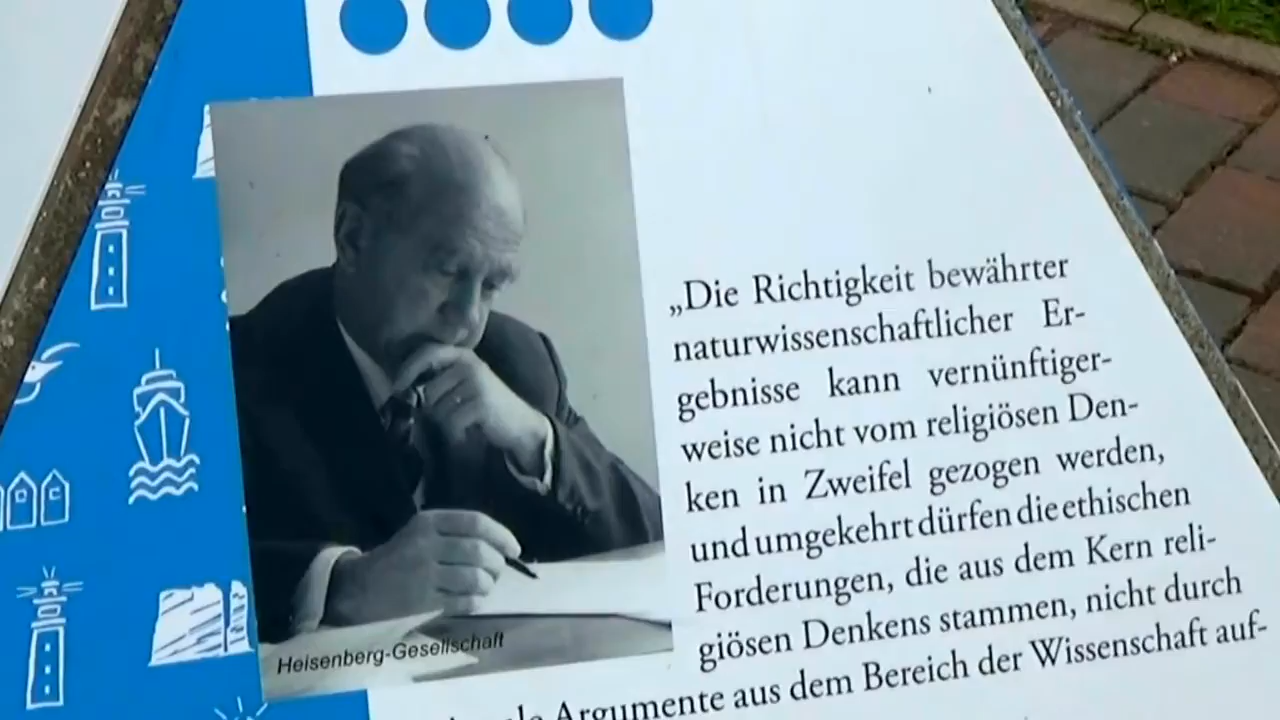 „Die Richtigkeit bewährter
naturwissenschaftlicher Er-
gebnisse kann vernünftiger-
weise nicht vom religiösen Den-
ken in Zweifel gezogen werden,
und umgekehrt dürfen die ethischen
Forderungen, die aus dem Kern reli-
giösen Denkens stammen, nicht durch
Argumente aus dem Bereich der Wissenschaft auf-
Heisenberg-Gesellschaft